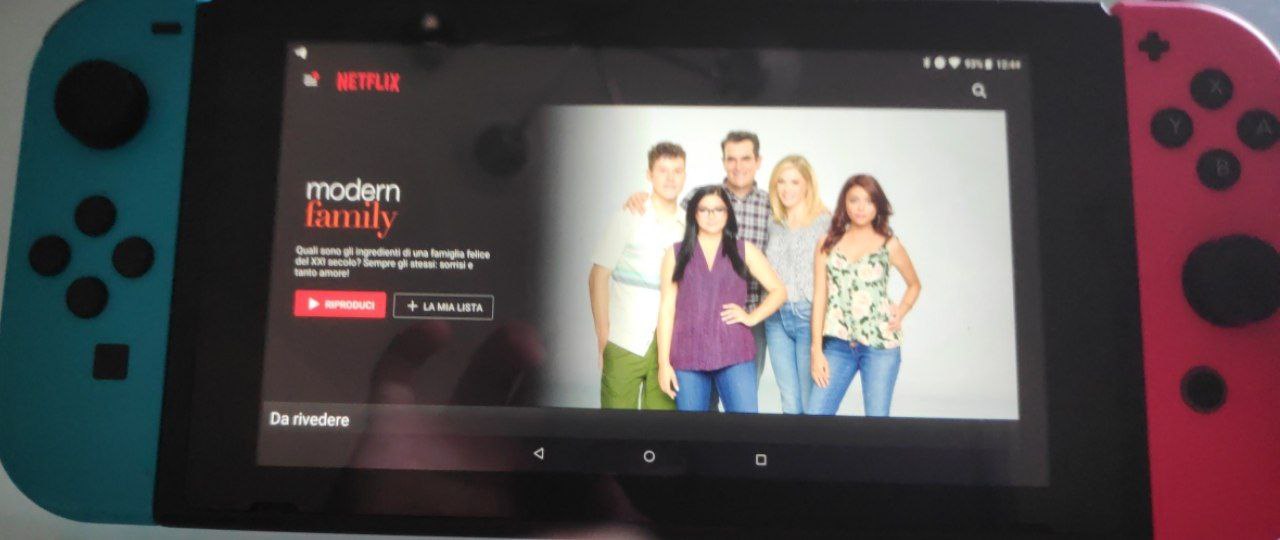 NETFLIX
93% 12:44
modern
family
Quali sono gli ingredienti di una famiglia felice
del XXI secolo? Sempre gli stessi: sorrisi e
tanto amore!
RIPRODUCI
+ LA MIA LISTA
Da rivedere
X
Y
A
B